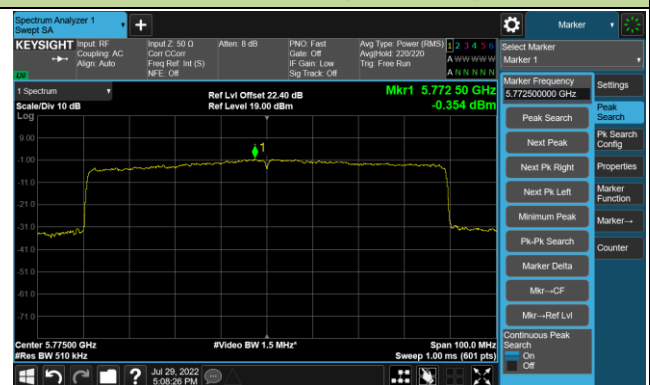 Spectrum Analyzer 1
Swept SA
Marker
KEYSIGHT
Input: RF
Coupling: AC
Align: Auto
Input Z: 50 Ω
Corr CCorr
Freq Ref: Int (S)
NFE: Off
Atten: 8 dB
PNO: Fast
Gate: Off
IF Gain: Low
Sig Track: Off
Avg Type: Power (RMS)
Avg|Hold: 220/220
Trig: Free Run
1 2 3 4 5 6
A W W W W W
A N N N N N
LXI
Select Marker
Marker 1
1 Spectrum
Scale/Div 10 dB
Log
Ref Lvl Offset 22.40 dB
Ref Level 19.00 dBm
Mkr1 5.772 50 GHz
-0.354 dBm
9.00
-1.00
-11.0
-21.0
-31.0
-41.0
-51.0
-61.0
-71.0
1
Center 5.77500 GHz
#Res BW 510 kHz
#Video BW 1.5 MHz*
Span 100.0 MHz
Sweep 1.00 ms (601 pts)
Marker Frequency
5.772500000 GHz
Peak Search
Next Peak
Next Pk Right
Next Pk Left
Minimum Peak
Pk-Pk Search
Marker Delta
Mkr→CF
Mkr→Ref Lvl
Continuous Peak
Search
On
Off
Settings
Peak
Search
Pk Search
Config
Properties
Marker
Function
Marker→
Counter
Jul 29, 2022
5:08:26 PM